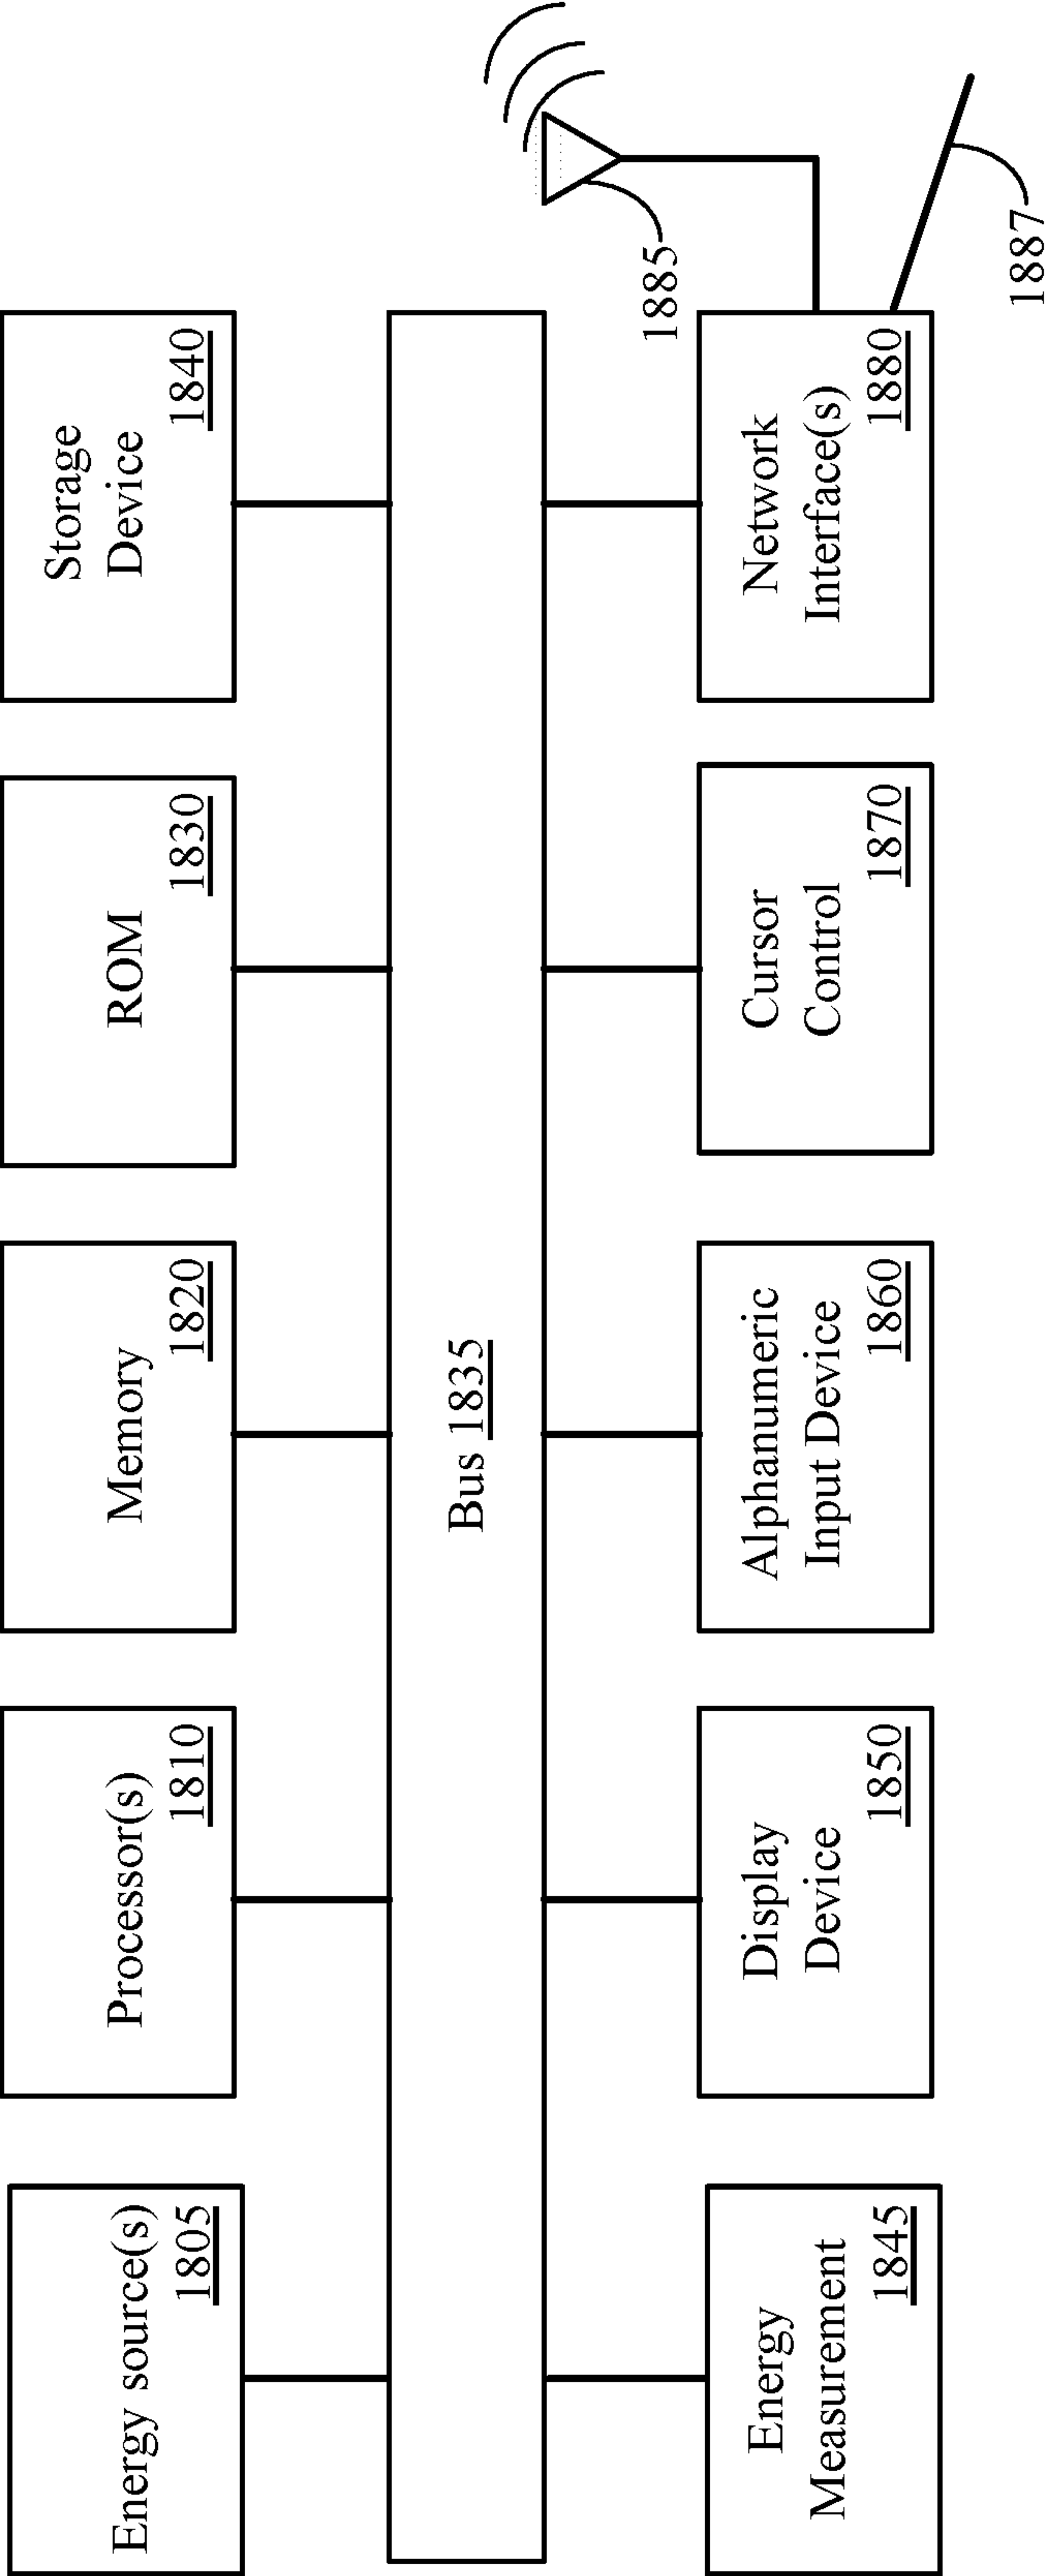 Energy source(s)
1805
Processor(s)
1810
Memory
1820
ROM
1830
Storage
Device
1840
Bus 1835
Energy
Measurement
1845
Display
Device
1850
Alphanumeric
Input Device
1860
Cursor
Control
1870
Network
Interface(s)
1880
1885
1887